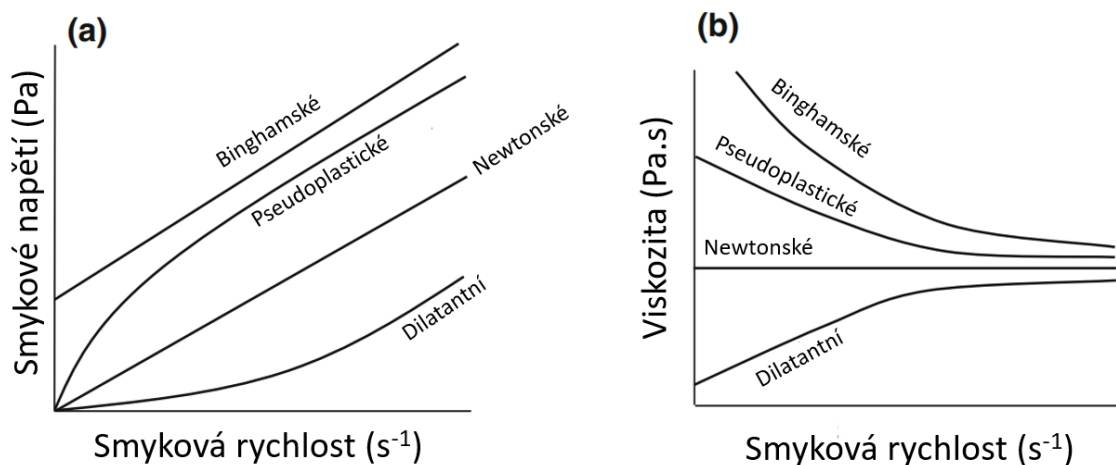 (a)
Smykové napětí (Pa)
Binghamské
Pseudoplastické
Newtonské
Dilatantní
Smyková rychlost (s⁻¹)
(b)
Viskozita (Pa.s)
Binghamské
Pseudoplastické
Newtonské
Dilatantní
Smyková rychlost (s⁻¹)